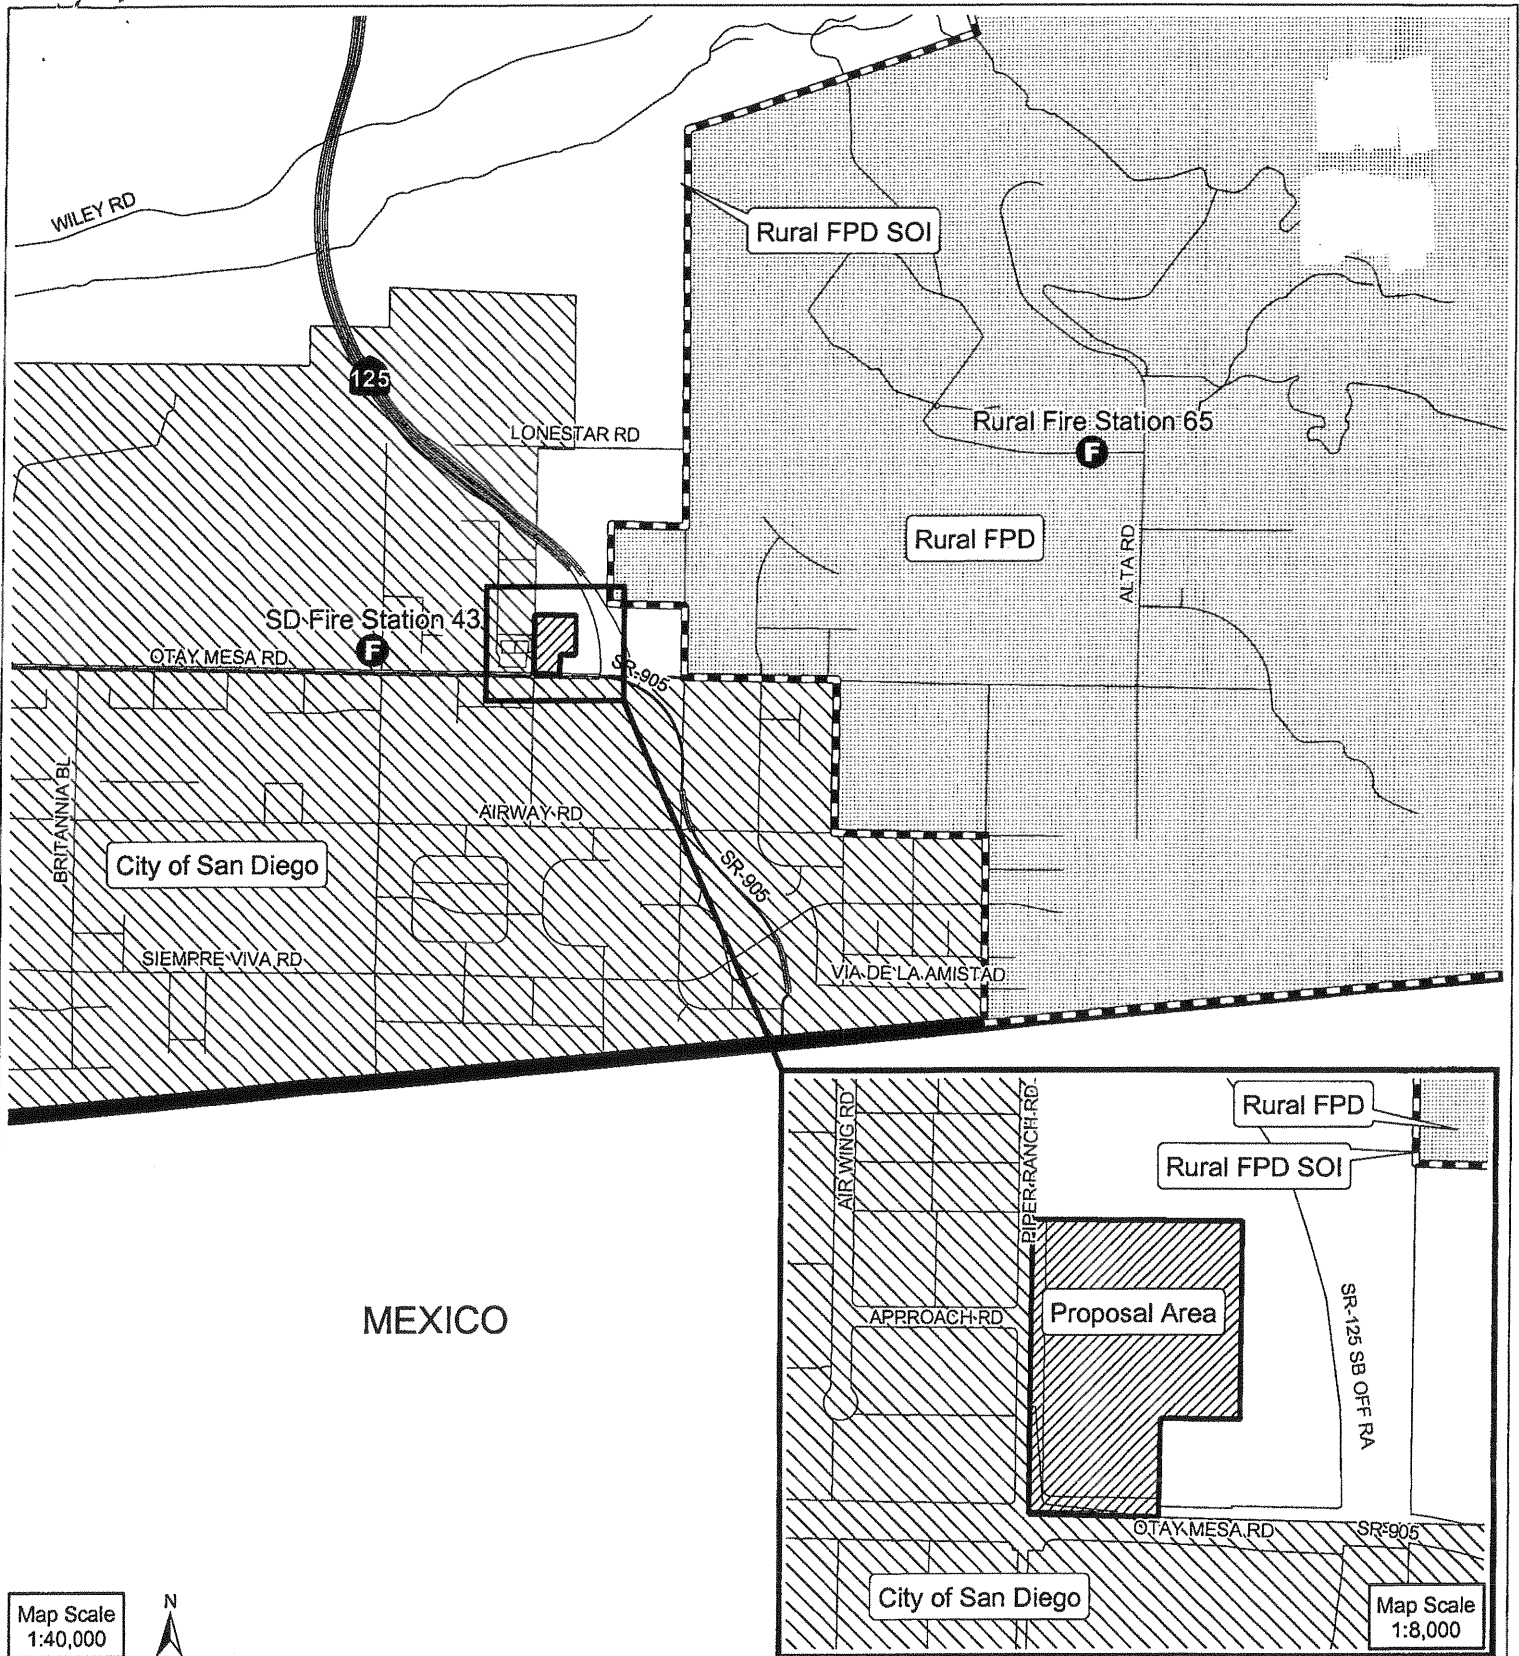 WILEY RD
Rural FPD SOI
125
LONESTAR RD
Rural Fire Station 65
F
Rural FPD
ALTA RD
SD Fire Station 43
F
OTAY MESA RD
SR-905
BRITANNIA BL
AIRWAY RD
City of San Diego
SR-905
SIEMPRE VIVA RD
VIA DE LA AMISTAD
MEXICO
AIR WING RD
PIPER RANCH RD
Rural FPD
Rural FPD SOI
APPROACH RD
Proposal Area
SR-125 SB OFF RA
OTAY MESA RD
SR-905
City of San Diego
Map Scale
1:8,000
Map Scale
1:40,000
N